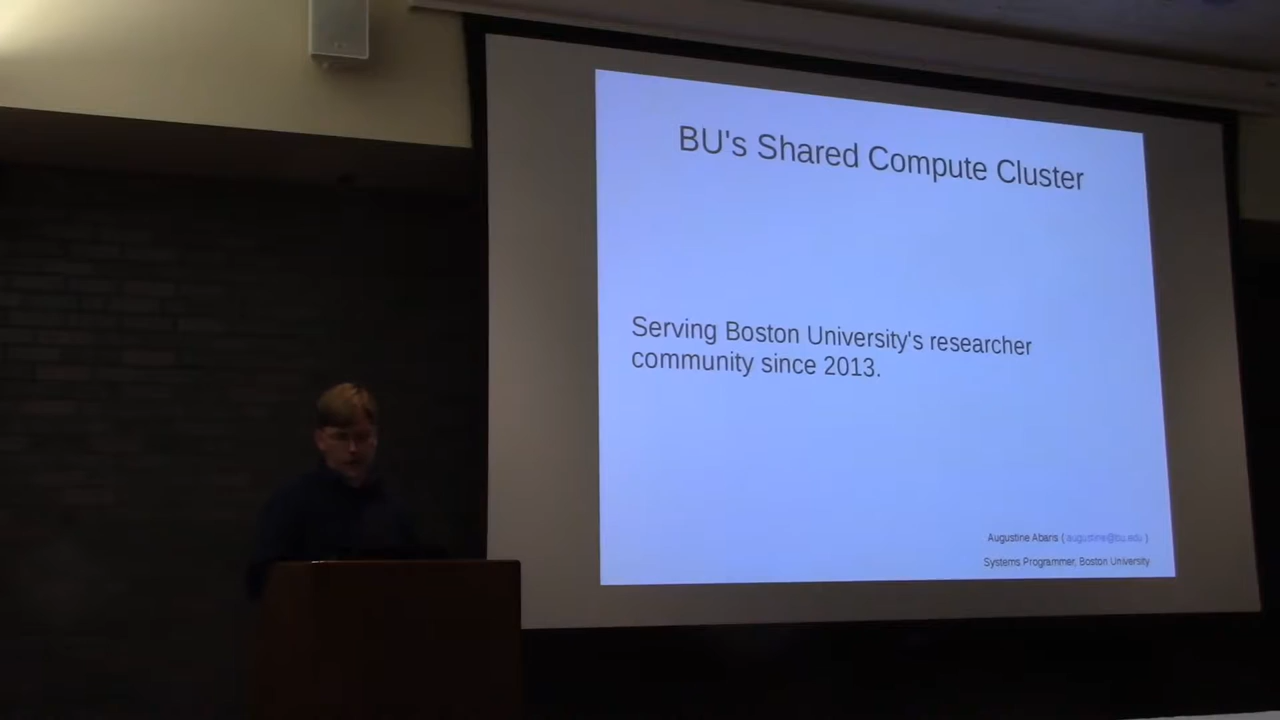 BU's Shared Compute Cluster
Serving Boston University's researcher
community since 2013.
Augustine Abaris ( augustine@bu.edu )
Systems Programmer, Boston University